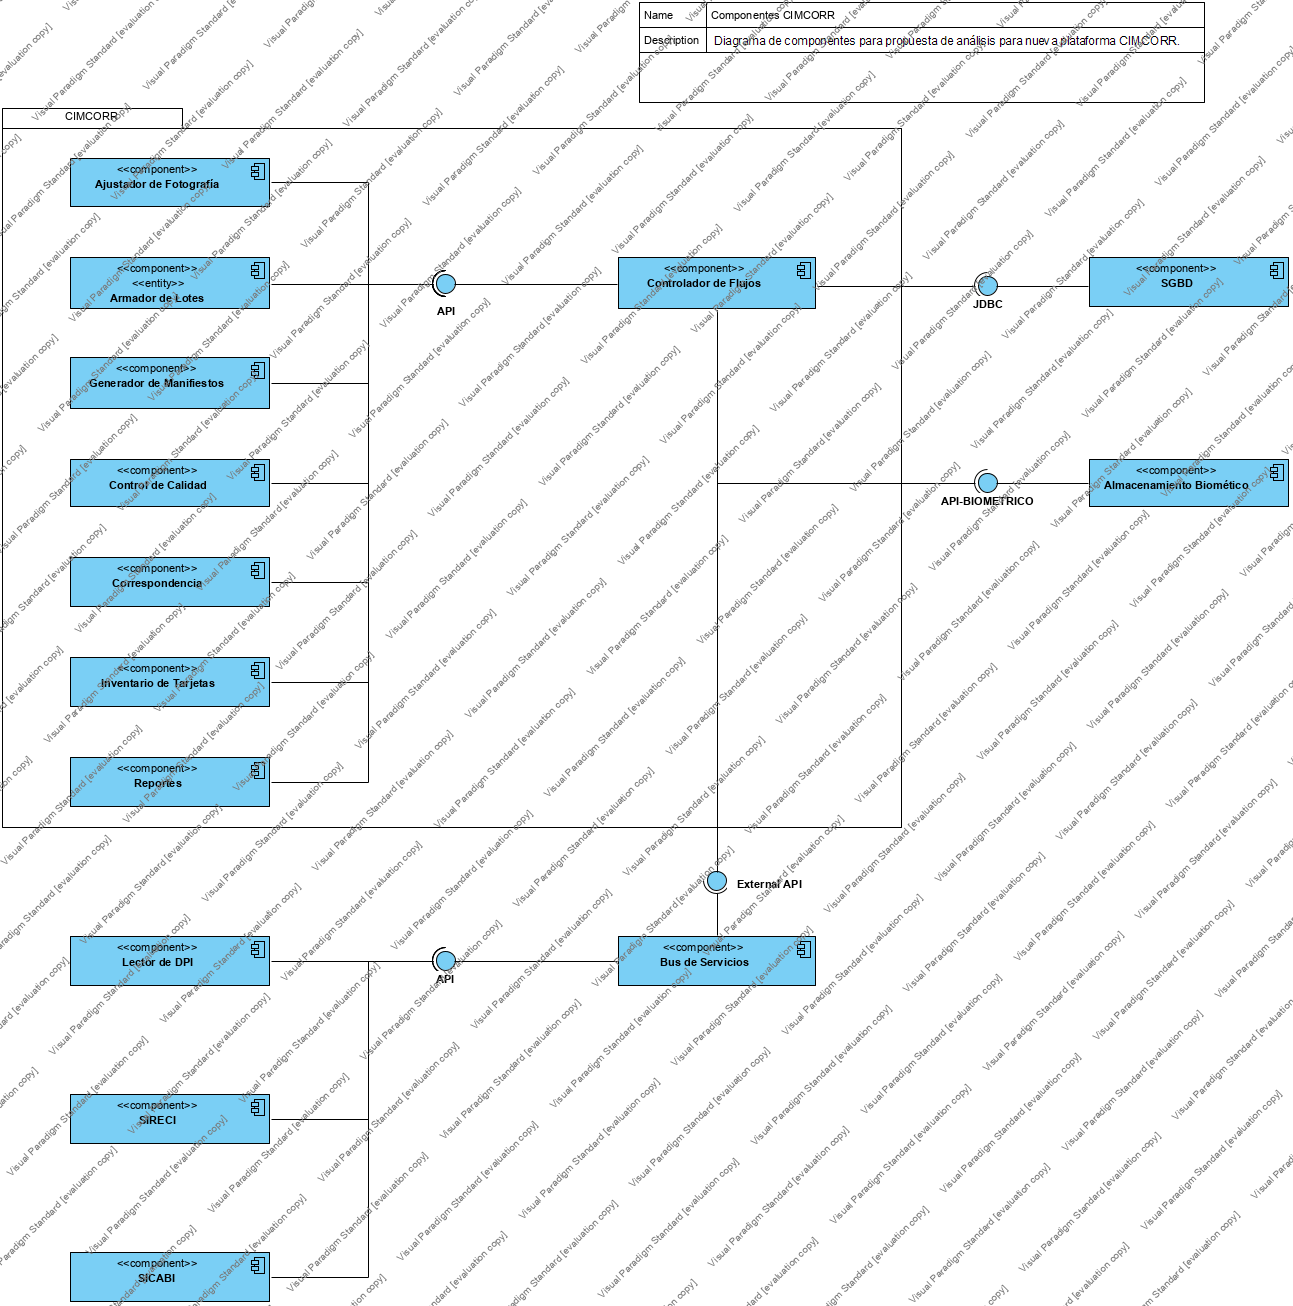 Name
Componentes CIMCORR
Description
Diagrama de componentes para propuesta de análisis para nueva plataforma CIMCORR.
CIMCORR
<<component>>
Ajustador de Fotografía
<<component>>
<<entity>>
Armador de Lotes
API
<<component>>
Controlador de Flujos
JDBC
<<component>>
SGBD
<<component>>
Generador de Manifiestos
<<component>>
Control de Calidad
API-BIOMETRICO
<<component>>
Almacenamiento Biomético
<<component>>
Correspondencia
<<component>>
Inventario de Tarjetas
<<component>>
Reportes
External API
<<component>>
Lector de DPI
API
<<component>>
Bus de Servicios
<<component>>
SIRECI
<<component>>
SICABI
Visual Paradigm Standard [evaluation copy]